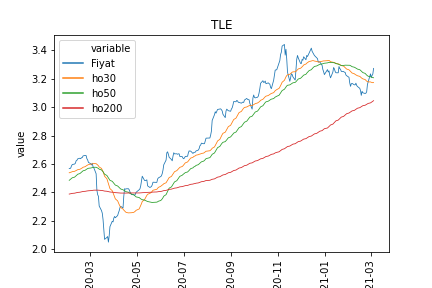 TLE
variable
Fiyat
ho30
ho50
ho200
value
3.4
3.2
3.0
2.8
2.6
2.4
2.2
2.0
20-03
20-05
20-07
20-09
20-11
21-01
21-03